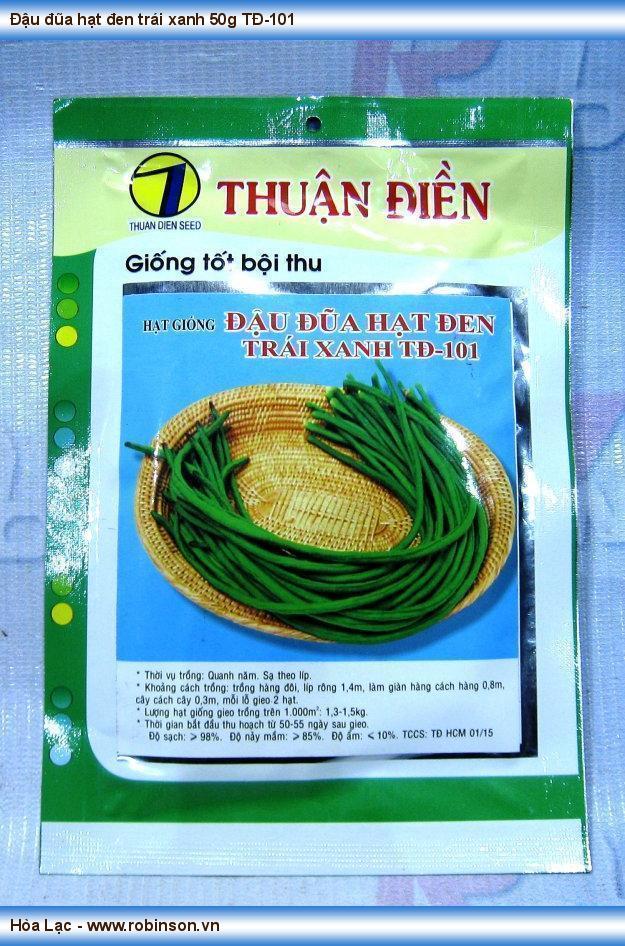 Đậu đũa hạt đen trái xanh 50g TĐ-101
THUẬN ĐIỀN
THUAN DIEN SEED
Giống tốt bội thu
HẠT GIỐNG ĐẬU ĐŨA HẠT ĐEN
TRÁI XANH TĐ-101
* Thời vụ trồng: Quanh năm. Sạ theo líp.
* Khoảng cách trồng: trồng hàng đôi, líp rông 1,4m, làm giàn hàng cách hàng 0,8m,
cây cách cây 0,3m, mỗi lỗ gieo 2 hạt.
* Lượng hạt giống gieo trồng trên 1.000m²: 1,3-1,5kg.
* Thời gian bắt đầu thu hoạch từ 50-55 ngày sau gieo.
Độ sạch: ⩾ 98%. Độ nảy mầm: ⩾ 85%. Độ ẩm: < 10%. TCCS: TĐ HCM 01/15
Hòa Lạc - www.robinson.vn